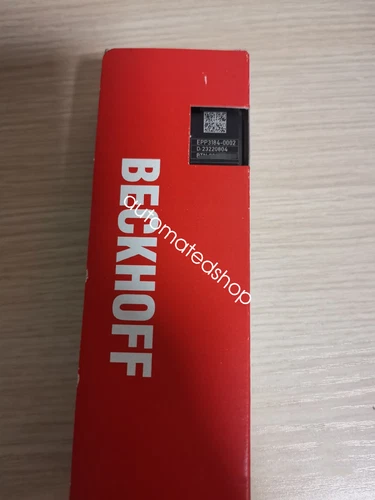 EPP3184-0002
D:23220804
BECKHOFF
automatedshop